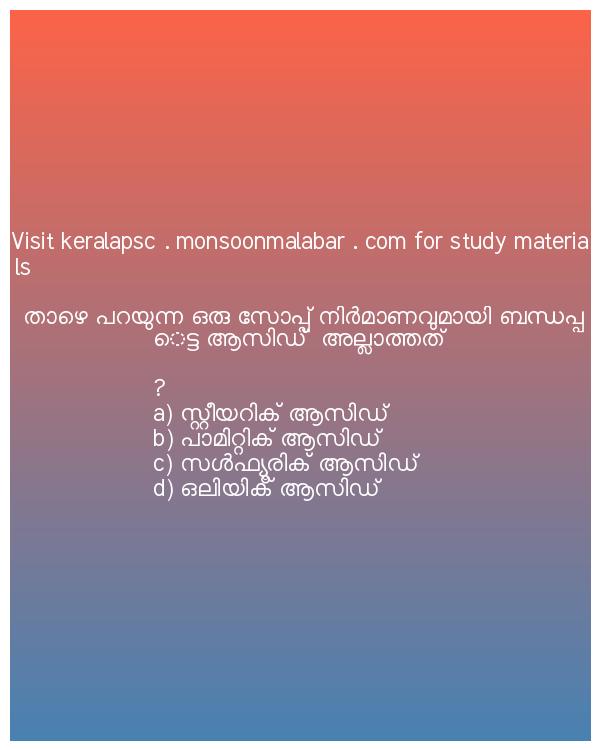 Visit keralapsc . monsoonmalabar . com for study materia
ls
താഴെ പറയുന്ന ഒരു സോപ്പ് നിർമാണവുമായി ബന്ധപ്പ
െട്ട ആസിഡ് അല്ലാത്തത്
?
a) സ്റ്റീയറിക് ആസിഡ്
b) പാമിറ്റിക് ആസിഡ്
c) സൾഫ്യൂരിക് ആസിഡ്
d) ഒലിയിക് ആസിഡ്